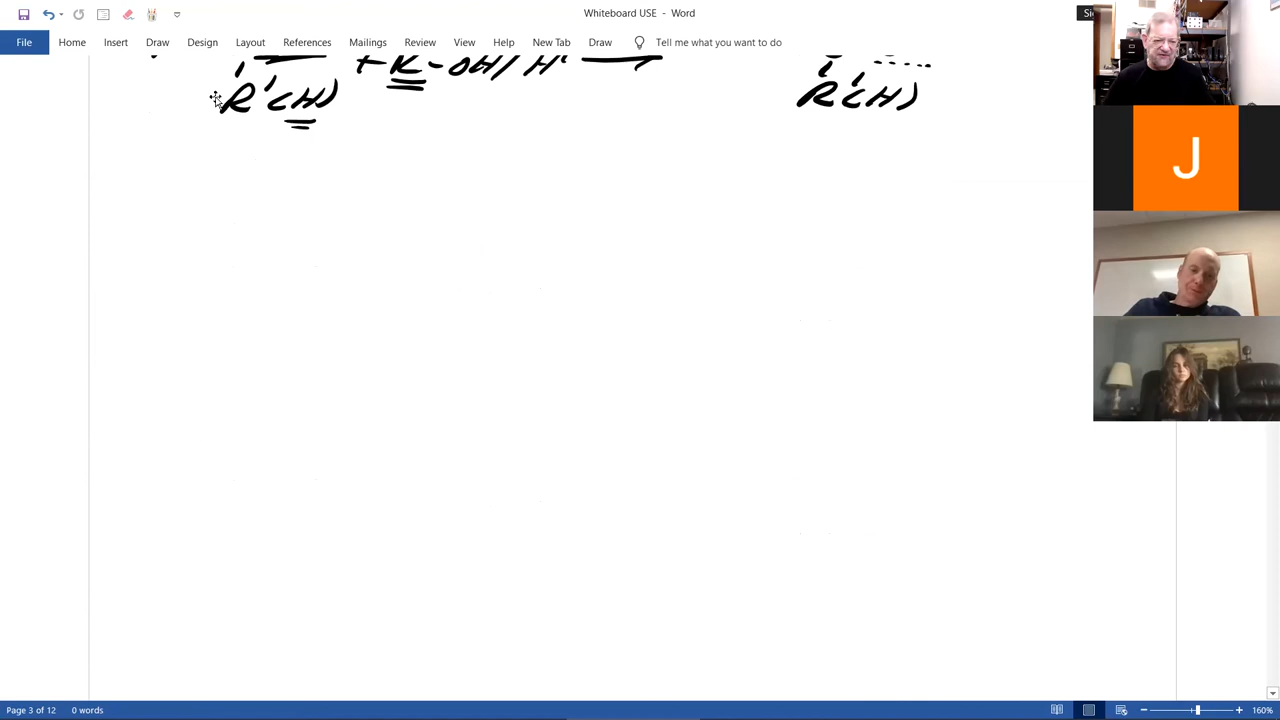 Whiteboard USE - Word
File Home Insert Draw Design Layout References Mailings Review View Help New Tab Draw Tell me what you want to do
+ R-OH/H⁺ →
R'(H) R'(H)
J
Page 3 of 12 0 words 160%